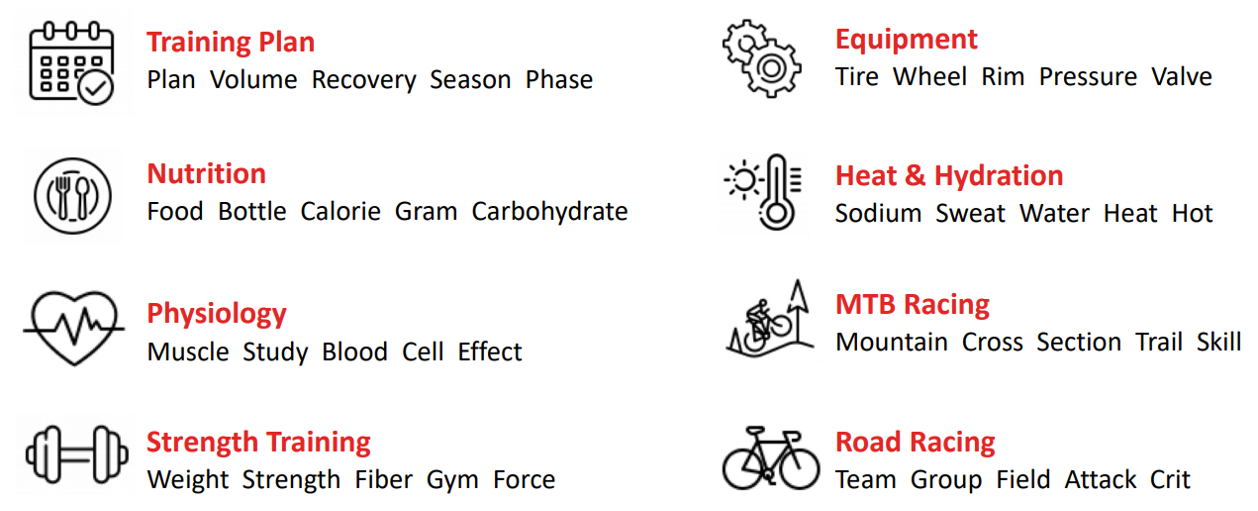 Training Plan
Plan Volume Recovery Season Phase
Nutrition
Food Bottle Calorie Gram Carbohydrate
Physiology
Muscle Study Blood Cell Effect
Strength Training
Weight Strength Fiber Gym Force
Equipment
Tire Wheel Rim Pressure Valve
Heat & Hydration
Sodium Sweat Water Heat Hot
MTB Racing
Mountain Cross Section Trail Skill
Road Racing
Team Group Field Attack Crit